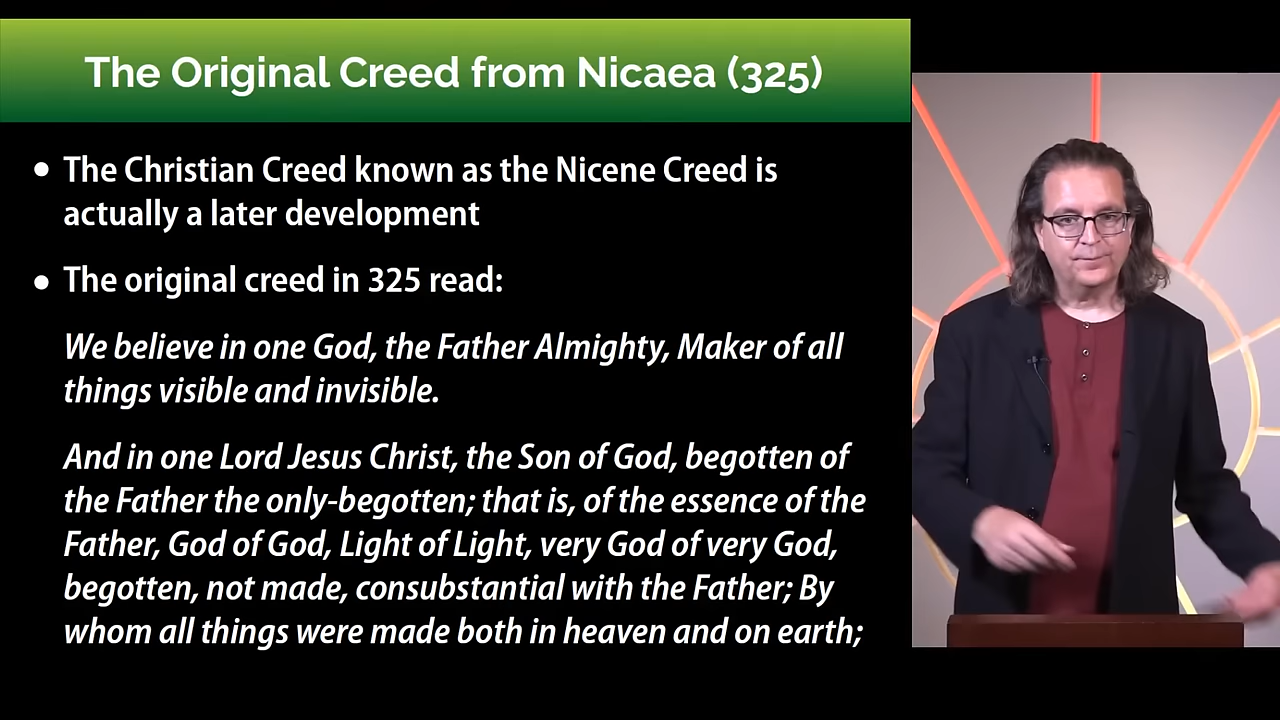 The Original Creed from Nicaea (325)
• The Christian Creed known as the Nicene Creed is
actually a later development
• The original creed in 325 read:
We believe in one God, the Father Almighty, Maker of all
things visible and invisible.
And in one Lord Jesus Christ, the Son of God, begotten of
the Father the only-begotten; that is, of the essence of the
Father, God of God, Light of Light, very God of very God,
begotten, not made, consubstantial with the Father; By
whom all things were made both in heaven and on earth;